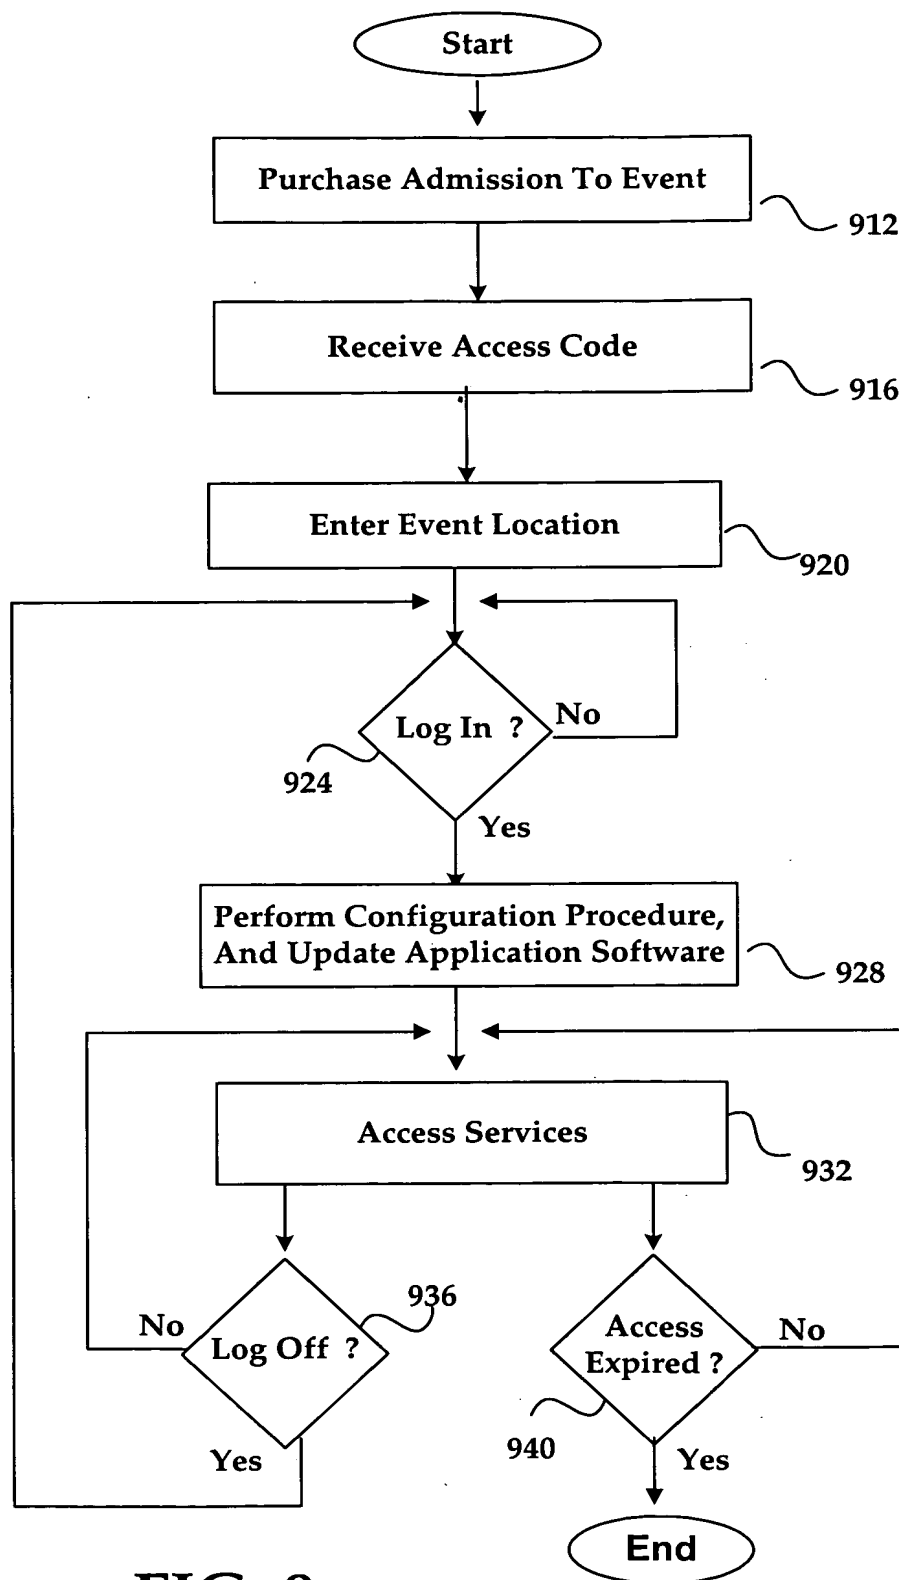 Start
Purchase Admission To Event
912
Receive Access Code
916
Enter Event Location
920
Log In ?
No
924
Yes
Perform Configuration Procedure,
And Update Application Software
928
Access Services
932
936
No
Log Off ?
Access
Expired ?
No
940
Yes
Yes
End